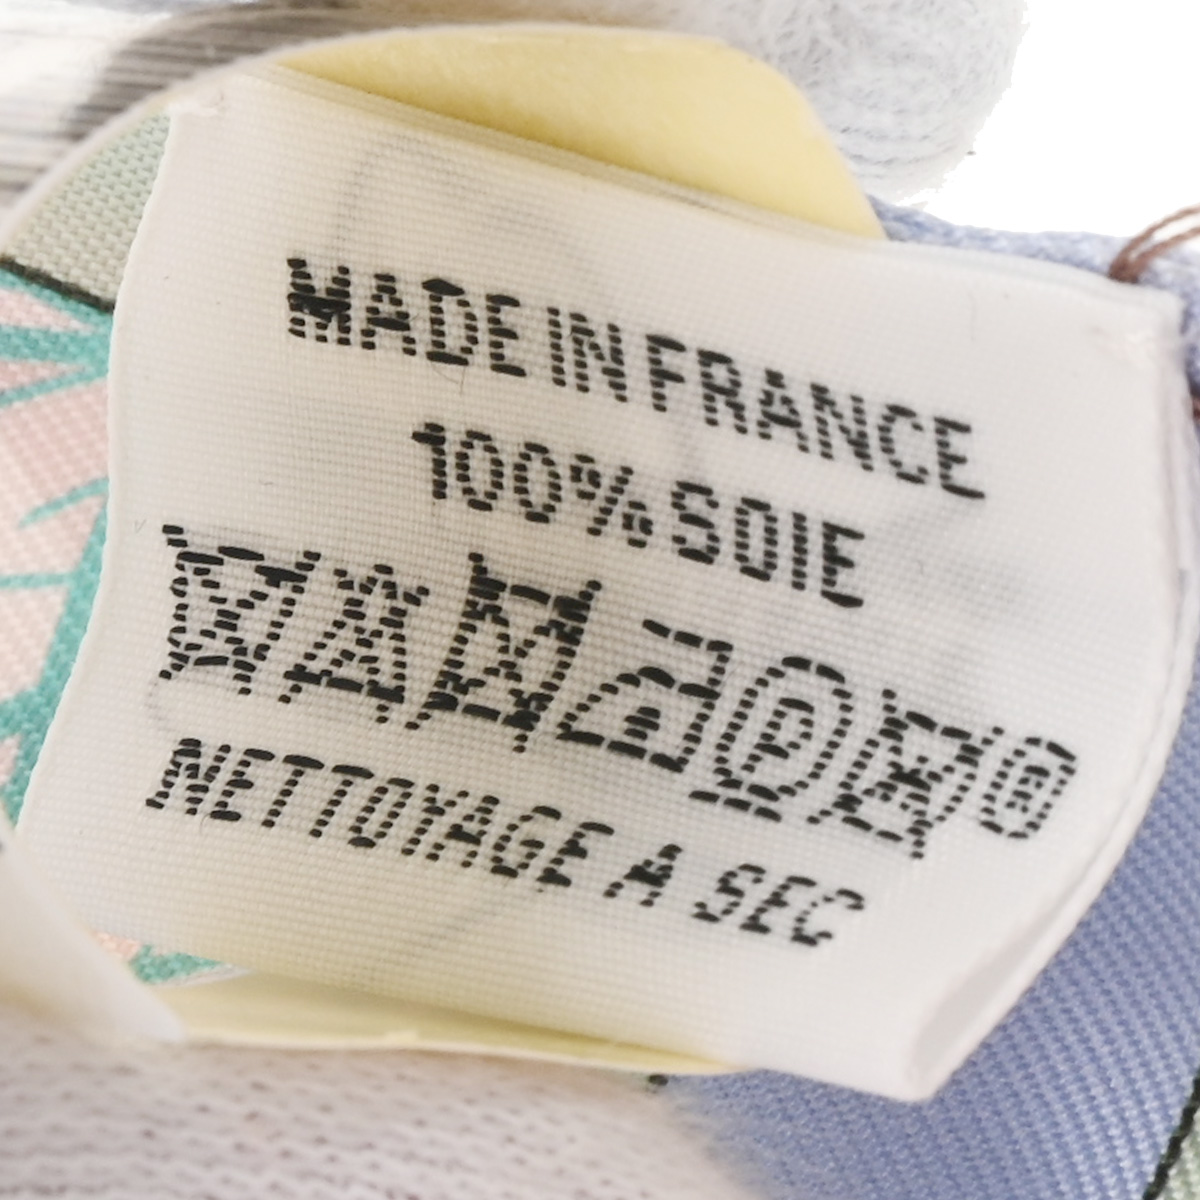 MADE IN FRANCE
100% SOIE
P
NETTOYAGE A SEC